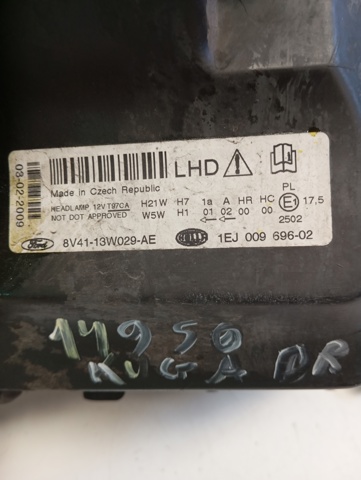 03-02-2009
LHD
Made in Czech Republic
HEADLAMP 12V T97CA H21W H7 1a A HR HC PL
NOT DOT APPROVED W5W H1 01 02 00 00 E1 17.5
2502
Ford 8V41-13W029-AE HELLA 1EJ 009 696-02
14950
KUGA DR